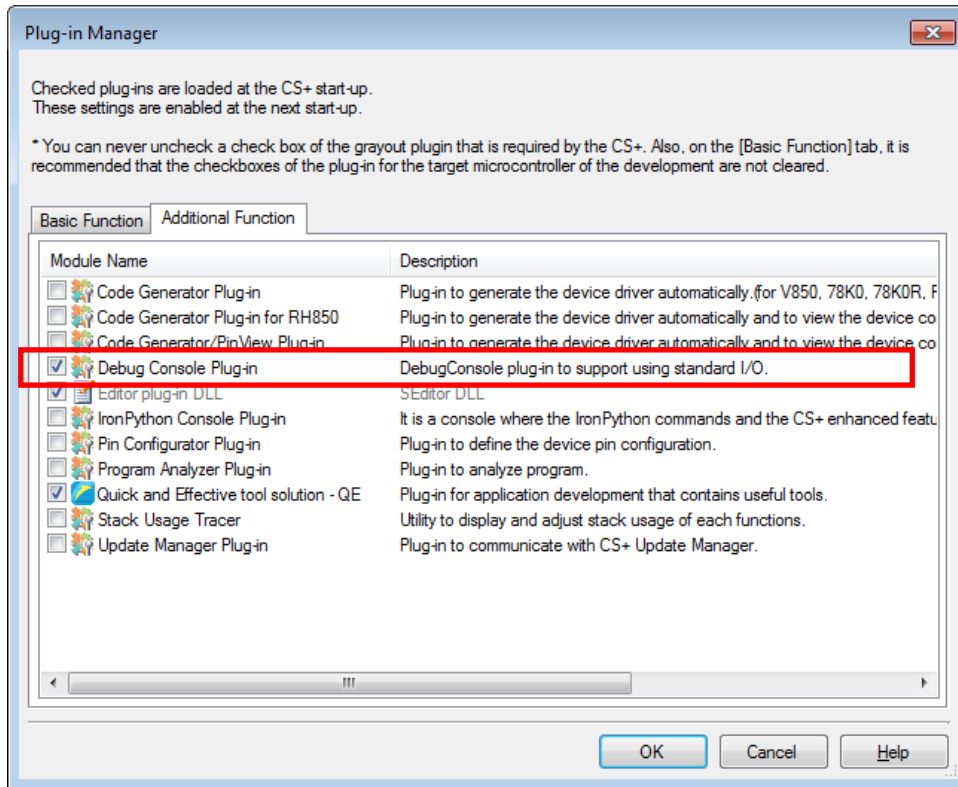 Plug-in Manager
Checked plug-ins are loaded at the CS+ start-up.
These settings are enabled at the next start-up.
* You can never uncheck a check box of the grayout plugin that is required by the CS+. Also, on the [Basic Function] tab, it is
recommended that the checkboxes of the plug-in for the target microcontroller of the development are not cleared.
Basic Function Additional Function
Module Name Description
Code Generator Plug-in Plug-in to generate the device driver automatically.(for V850, 78K0, 78K0R,
Code Generator Plug-in for RH850 Plug-in to generate the device driver automatically and to view the device co
Code Generator/PinView Plug-in Plug-in to generate the device driver automatically and to view the device co
Debug Console Plug-in DebugConsole plug-in to support using standard I/O.
Editor plug-in DLL SEditor DLL
IronPython Console Plug-in It is a console where the IronPython commands and the CS+ enhanced featu
Pin Configurator Plug-in Plug-in to define the device pin configuration.
Program Analyzer Plug-in Plug-in to analyze program.
Quick and Effective tool solution - QE Plug-in for application development that contains useful tools.
Stack Usage Tracer Utility to display and adjust stack usage of each functions.
Update Manager Plug-in Plug-in to communicate with CS+ Update Manager.
OK Cancel Help